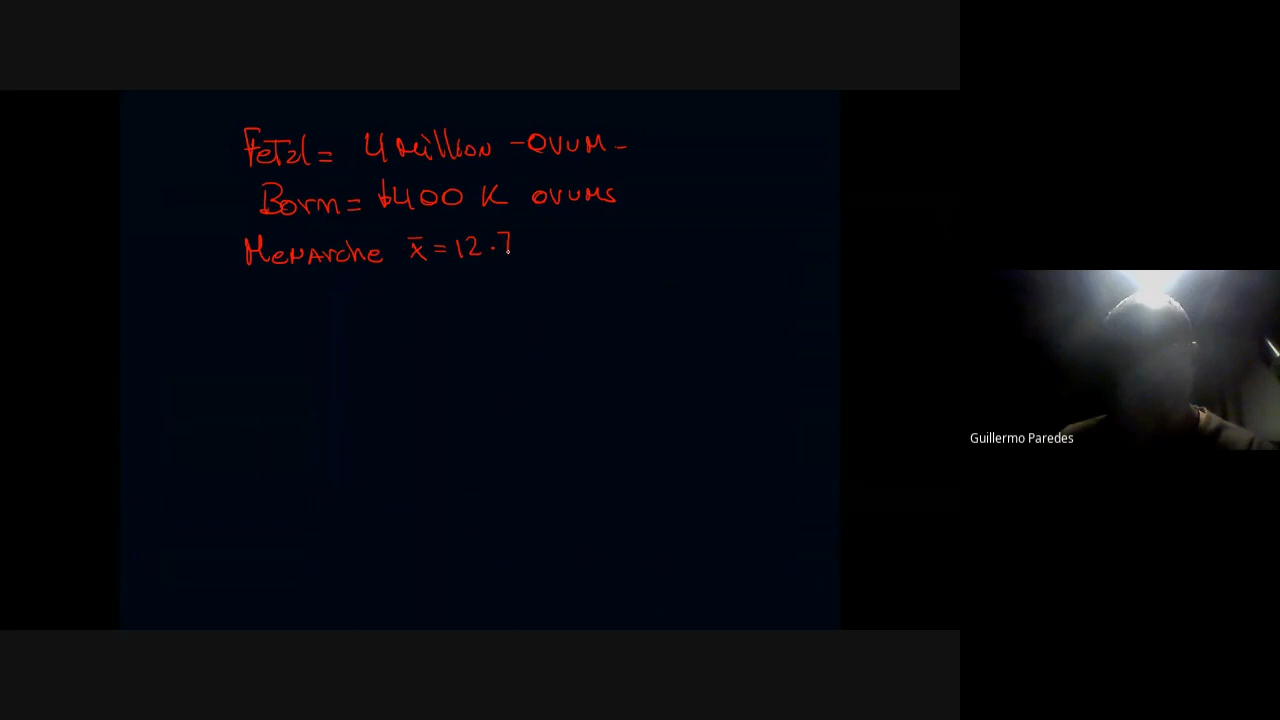 Fetal = 4 Million - OVUM -
Born = 400 K OVUMS
Menarche x̄ = 12.7
Guillermo Paredes